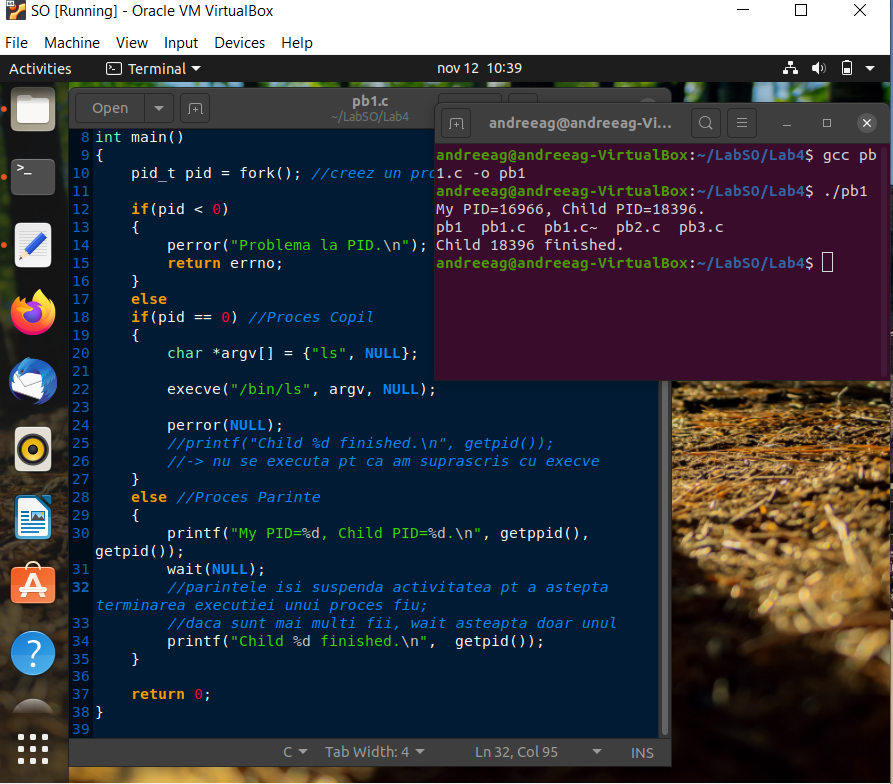 SO [Running] - Oracle VM VirtualBox
File Machine View Input Devices Help
Activities Terminal nov 12 10:39
Open pb1.c
~/LabSO/Lab4
8 int main()
9 {
10 pid_t pid = fork(); //creez un pro
11
12 if(pid < 0)
13 {
14 perror("Problema la PID.\n");
15 return errno;
16 }
17 else
18 if(pid == 0) //Proces Copil
19 {
20 char *argv[] = {"ls", NULL};
21
22 execve("/bin/ls", argv, NULL);
23
24 perror(NULL);
25 //printf("Child %d finished.\n", getpid());
26 //-> nu se executa pt ca am suprascris cu execve
27 }
28 else //Proces Parinte
29 {
30 printf("My PID=%d, Child PID=%d.\n", getppid(),
getpid());
31 wait(NULL);
32 //parintele isi suspenda activitatea pt a astepta
terminarea executiei unui proces fiu;
33 //daca sunt mai multi fii, wait asteapta doar unul
34 printf("Child %d finished.\n", getpid());
35 }
36
37 return 0;
38 }
39
C Tab Width: 4 Ln 32, Col 95 INS
andreeag@andreeag-Vi...
andreeag@andreeag-VirtualBox:~/LabSO/Lab4$ gcc pb
1.c -o pb1
andreeag@andreeag-VirtualBox:~/LabSO/Lab4$ ./pb1
My PID=16966, Child PID=18396.
pb1 pb1.c pb1.c~ pb2.c pb3.c
Child 18396 finished.
andreeag@andreeag-VirtualBox:~/LabSO/Lab4$